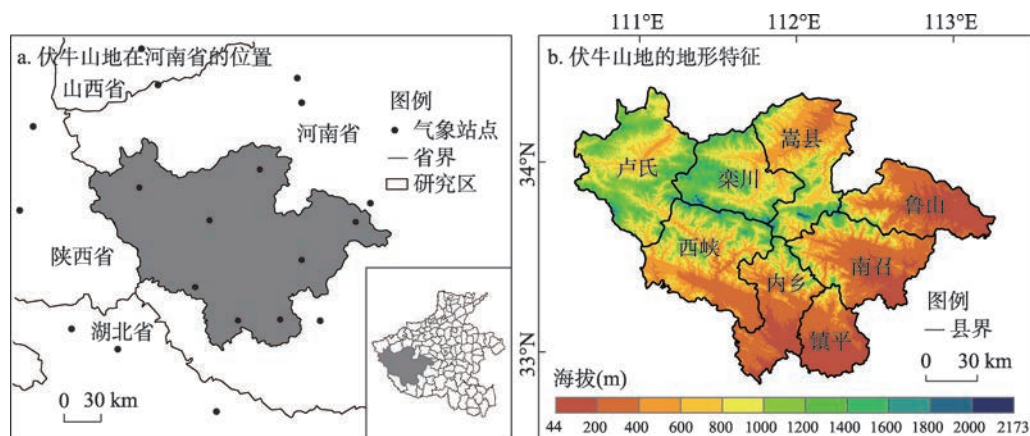 a. 伏牛山地在河南省的位置
山西省
河南省
图例
气象站点
省界
研究区
陕西省
湖北省
0 30 km
111°E 112°E 113°E
b. 伏牛山地的地形特征
34°N
33°N
嵩县
卢氏
栾川
鲁山
西峡
南召
内乡
镇平
图例
县界
0 30 km
海拔(m)
44 200 400 600 800 1000 1200 1400 1600 1800 2000 2173